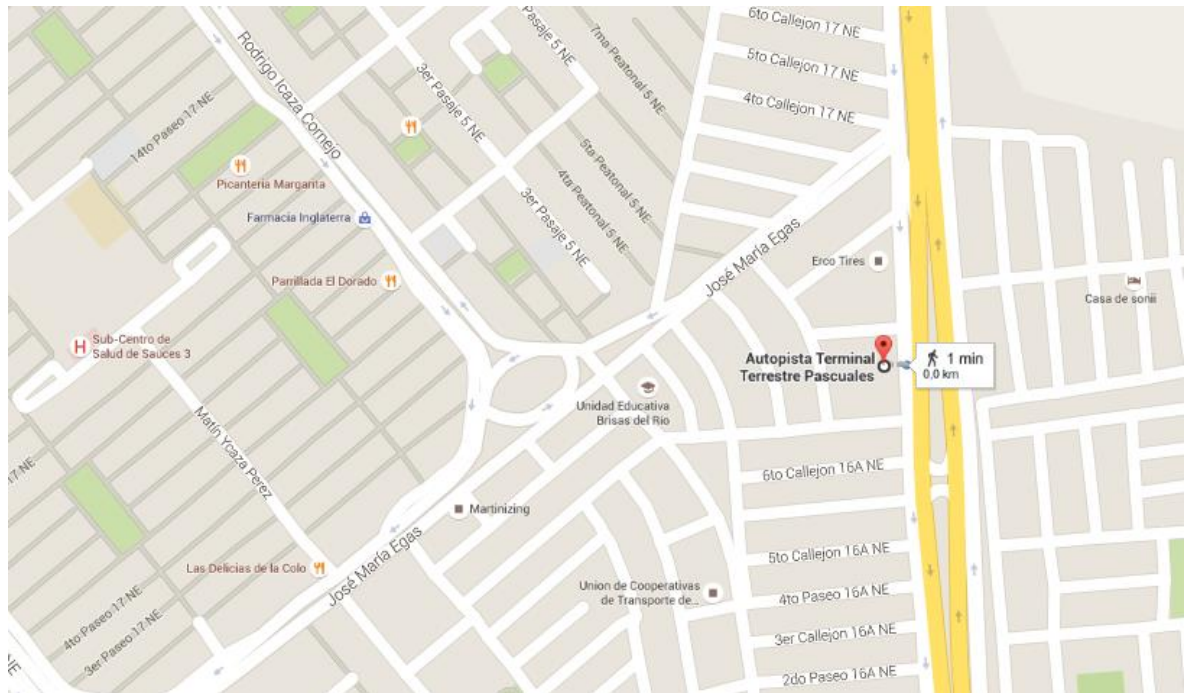 6to Callejon 17 NE
5to Callejon 17 NE
4to Callejon 17 NE
Pasaje 5 NE
7ma Peatonal 5 NE
Rodrigo Icaza Cornejo
3er Pasaje 5 NE
14to Paseo 17 NE
5ta Peatonal 5 NE
4ta Peatonal 5 NE
3er Pasaje 5 NE
Picanteria Marganta
Farmacia Inglaterra
José María Egas
Erco Tires
Parrillada El Dorado
Casa de sonii
Sub-Centro de
Salud de Sauces 3
Autopista Terminal
Terrestre Pascuales
1 min
0,0 km
Unidad Educativa
Brisas del Río
Matín Ycaza Perez
17 NE
6to Callejon 16A NE
Martinizing
5to Callejon 16A NE
Las Delicias de la Colo
José María Egas
Union de Cooperativas
de Transporte de...
4to Paseo 16A NE
4to Paseo 17 NE
3er Callejon 16A NE
3er Paseo 17 NE
NE
2do Paseo 16A NE